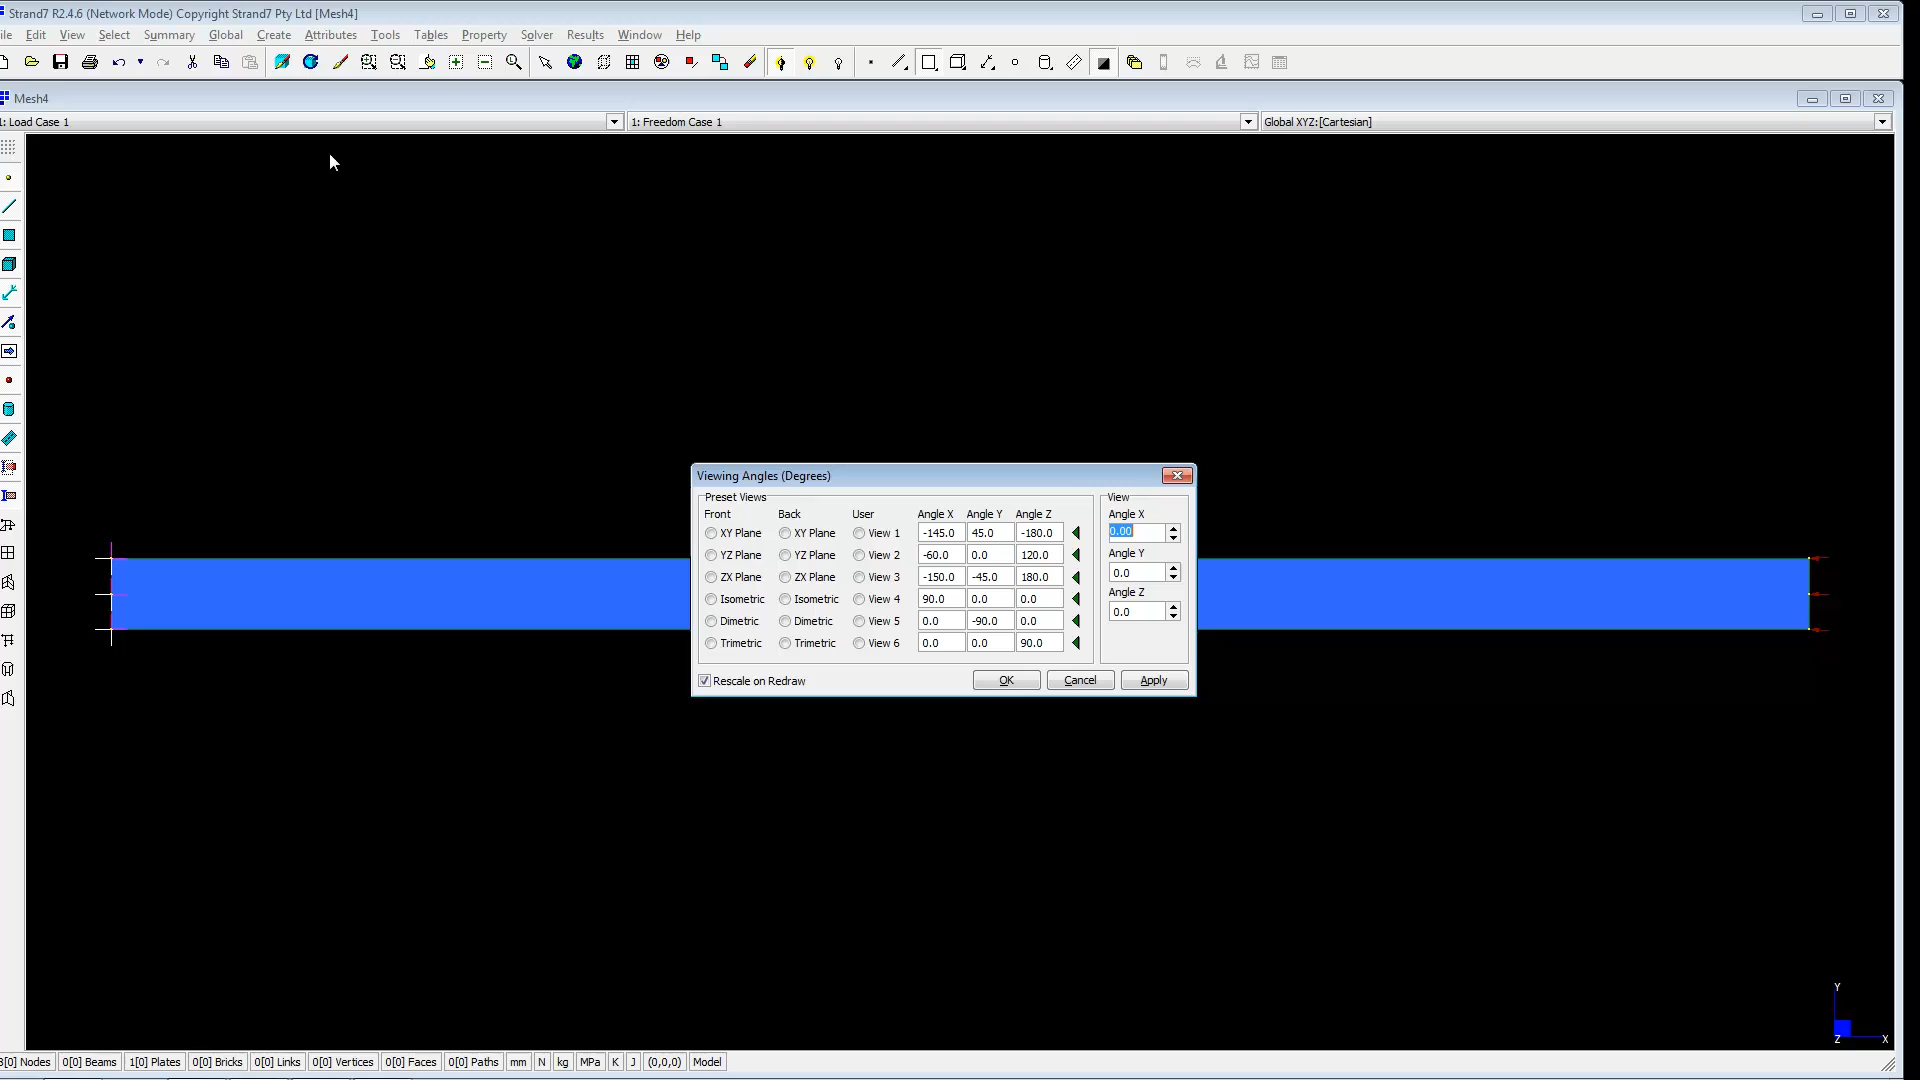 Strand7 R2.4.6 (Network Mode) Copyright Strand7 Pty Ltd [Mesh4]
ile Edit View Select Summary Global Create Attributes Tools Tables Property Solver Results Window Help
Mesh4
1: Load Case 1 1: Freedom Case 1 Global XYZ:[Cartesian]
Viewing Angles (Degrees)
Preset Views View
Front Back User Angle X Angle Y Angle Z Angle X
XY Plane XY Plane View 1 -145.0 45.0 -180.0 0.00
YZ Plane YZ Plane View 2 -60.0 0.0 120.0 Angle Y
ZX Plane ZX Plane View 3 -150.0 -45.0 180.0 0.0
Isometric Isometric View 4 90.0 0.0 0.0 Angle Z
Dimetric Dimetric View 5 0.0 -90.0 0.0 0.0
Trimetric Trimetric View 6 0.0 0.0 90.0
Rescale on Redraw OK Cancel Apply
Y
Z X
3[0] Nodes 0[0] Beams 1[0] Plates 0[0] Bricks 0[0] Links 0[0] Vertices 0[0] Faces 0[0] Paths mm N kg MPa K J (0,0,0) Model